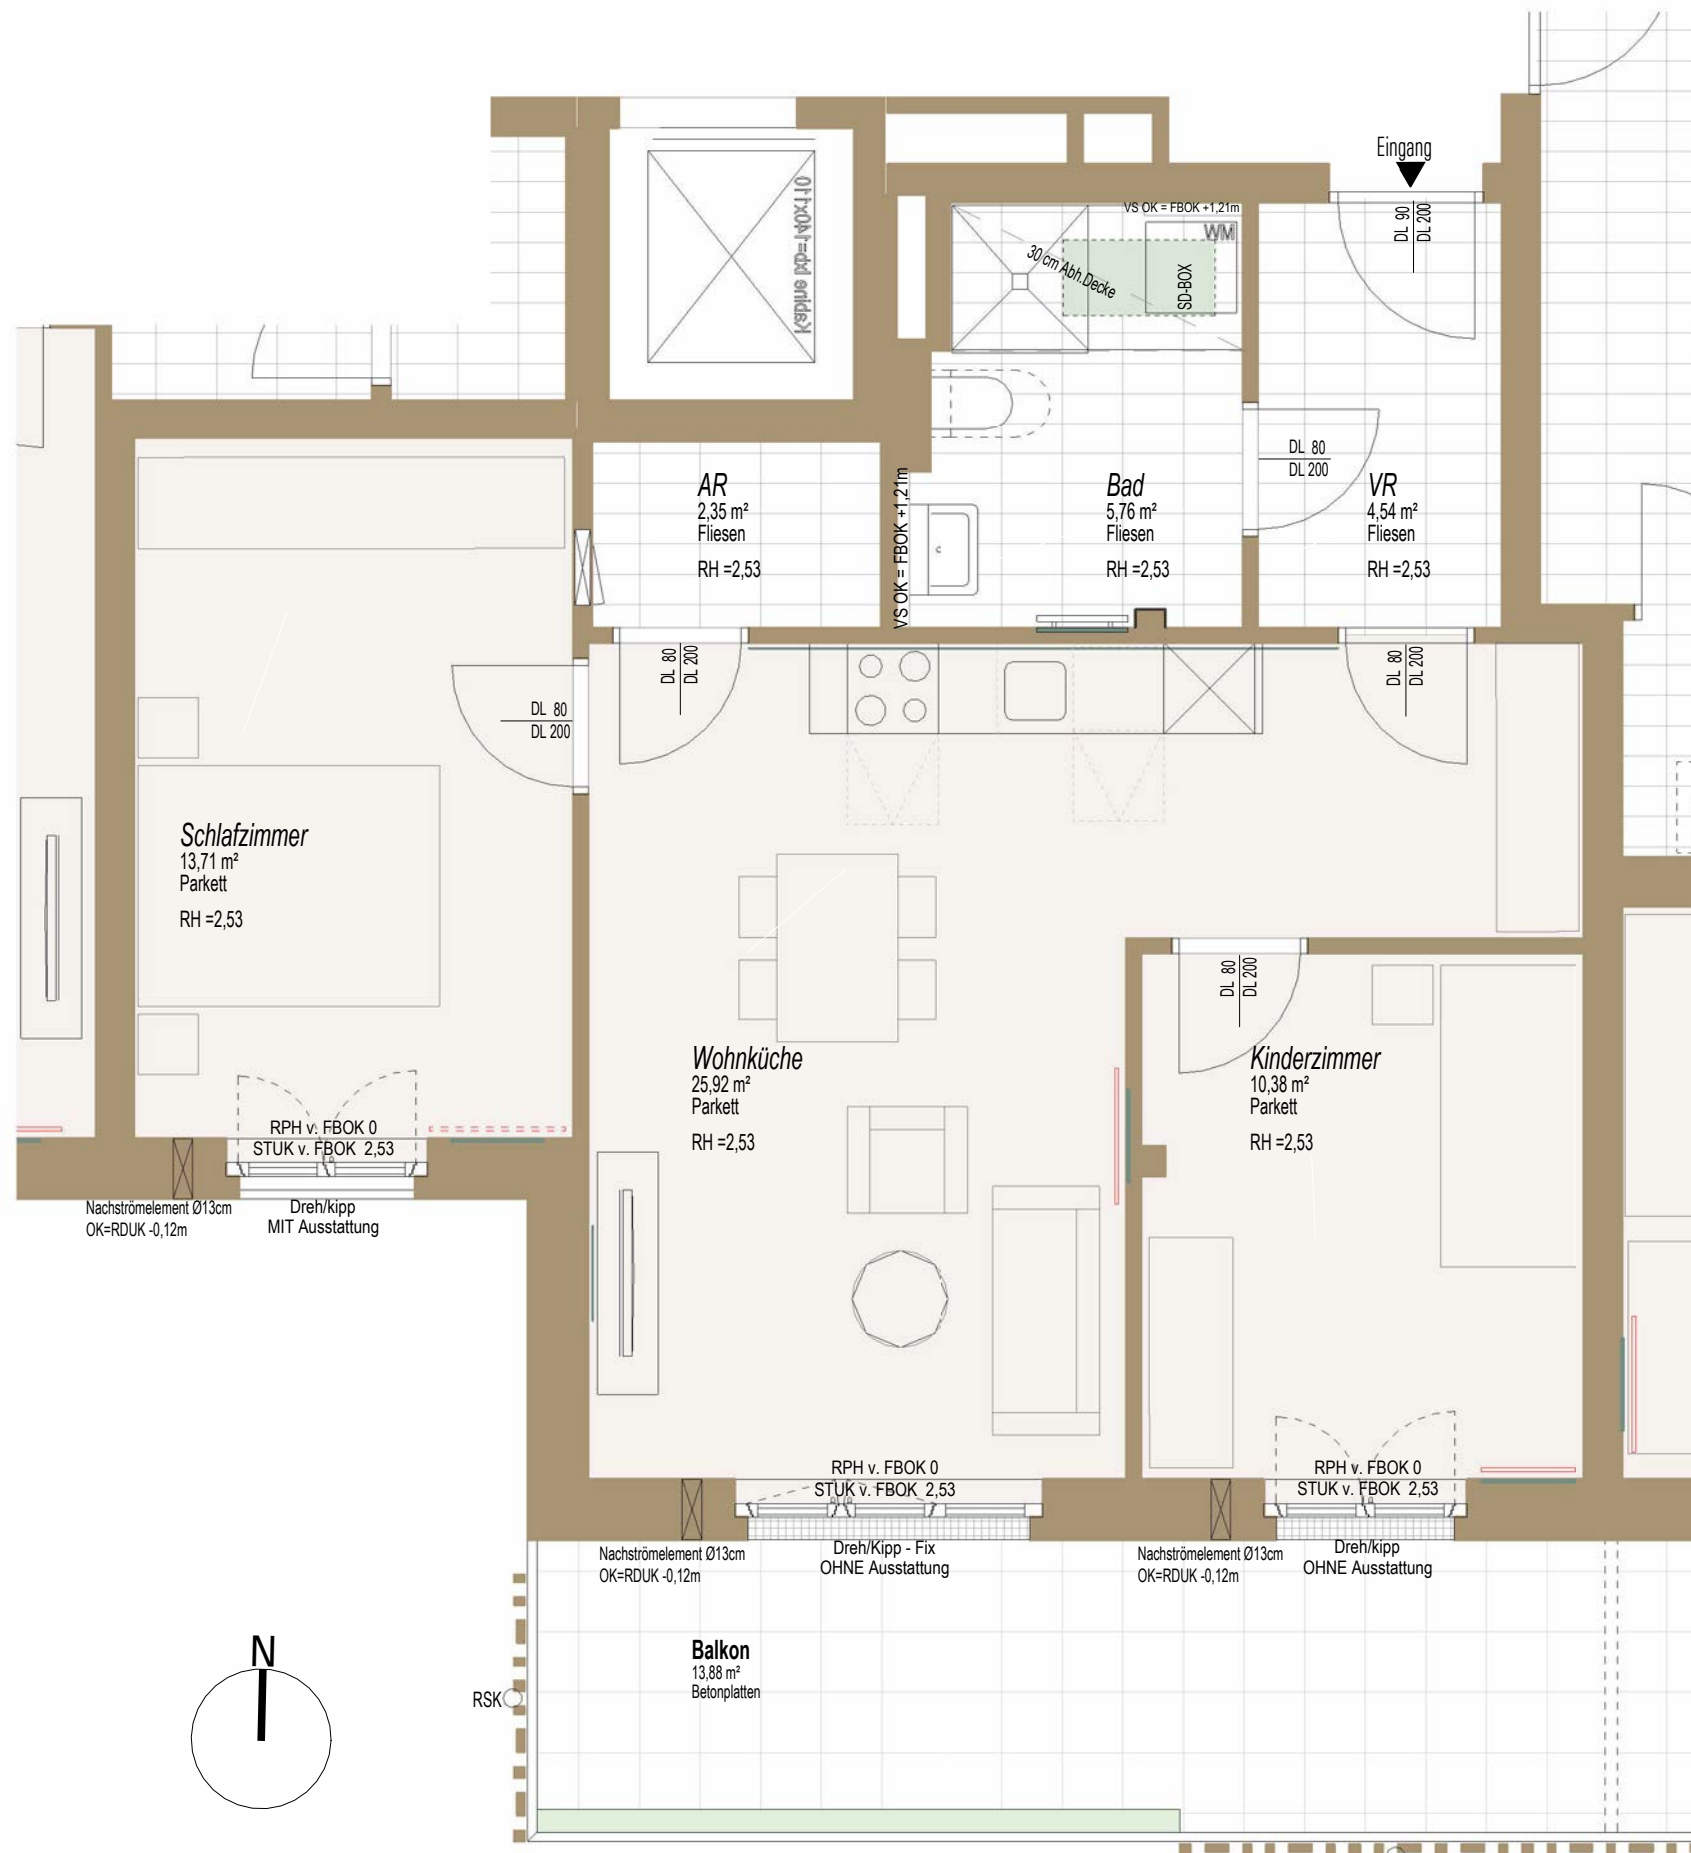 Eingang
DL 90
DL 200
VS OK = FBOK +1,21m
WM
30 cm Abh.Decke
SD-BOX
Kabine lxb=140x110
DL 80
DL 200
AR
2,35 m²
Fliesen
RH =2,53
VS OK = FBOK +1,21m
Bad
5,76 m²
Fliesen
RH =2,53
VR
4,54 m²
Fliesen
RH =2,53
DL 80
DL 200
DL 80
DL 200
DL 80
DL 200
Schlafzimmer
13,71 m²
Parkett
RH =2,53
DL 80
DL 200
Wohnküche
25,92 m²
Parkett
RH =2,53
Kinderzimmer
10,38 m²
Parkett
RH =2,53
RPH v. FBOK 0
STUK v. FBOK 2,53
Nachströmelement Ø13cm
OK=RDUK -0,12m
Dreh/kipp
MIT Ausstattung
RPH v. FBOK 0
STUK v. FBOK 2,53
RPH v. FBOK 0
STUK v. FBOK 2,53
Nachströmelement Ø13cm
OK=RDUK -0,12m
Dreh/Kipp - Fix
OHNE Ausstattung
Nachströmelement Ø13cm
OK=RDUK -0,12m
Dreh/kipp
OHNE Ausstattung
N
Balkon
13,88 m²
Betonplatten
RSK